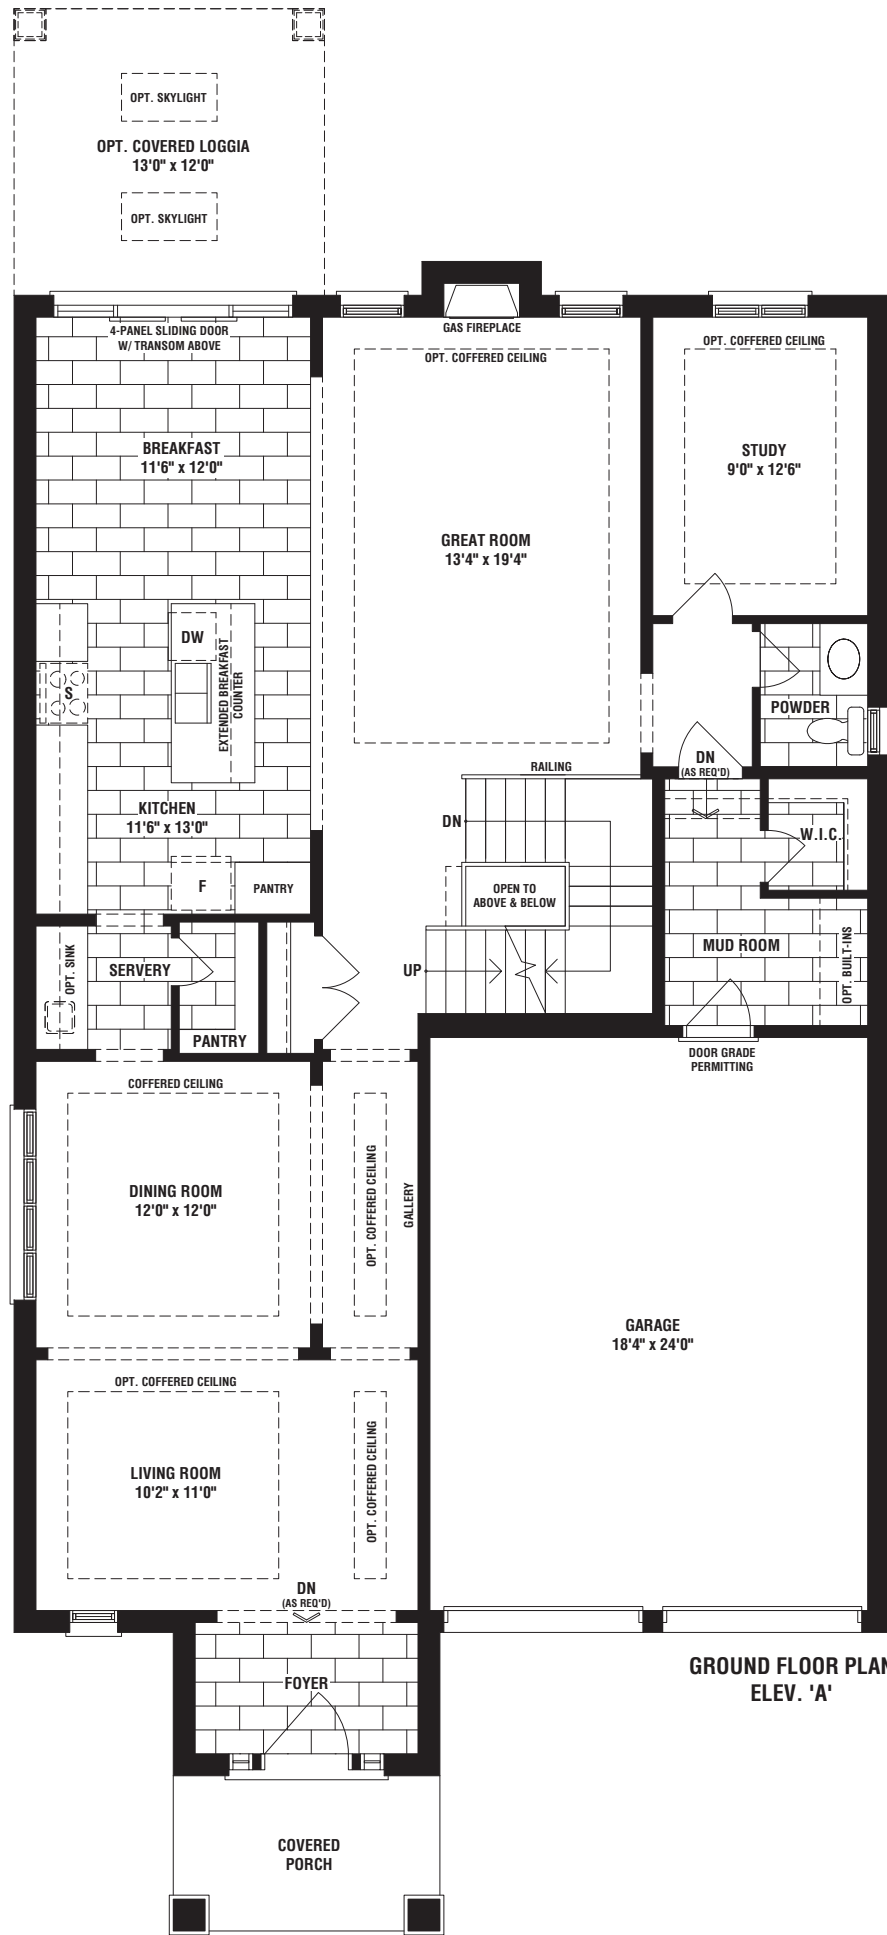 OPT. SKYLIGHT
OPT. COVERED LOGGIA
13'0" x 12'0"
OPT. SKYLIGHT
4-PANEL SLIDING DOOR
W/ TRANSOM ABOVE
GAS FIREPLACE
OPT. COFFERED CEILING
OPT. COFFERED CEILING
BREAKFAST
11'6" x 12'0"
STUDY
9'0" x 12'6"
GREAT ROOM
13'4" x 19'4"
DW
EXTENDED BREAKFAST
COUNTER
S
POWDER
RAILING
DN
(AS REQ'D)
KITCHEN
11'6" x 13'0"
DN
W.I.C.
F
PANTRY
OPEN TO
ABOVE & BELOW
MUD ROOM
OPT. BUILT-INS
OPT. SINK
SERVERY
UP
PANTRY
DOOR GRADE
PERMITTING
COFFERED CEILING
DINING ROOM
12'0" x 12'0"
OPT. COFFERED CEILING
GALLERY
GARAGE
18'4" x 24'0"
OPT. COFFERED CEILING
LIVING ROOM
10'2" x 11'0"
OPT. COFFERED CEILING
DN
(AS REQ'D)
FOYER
GROUND FLOOR PLAN
ELEV. 'A'
COVERED
PORCH